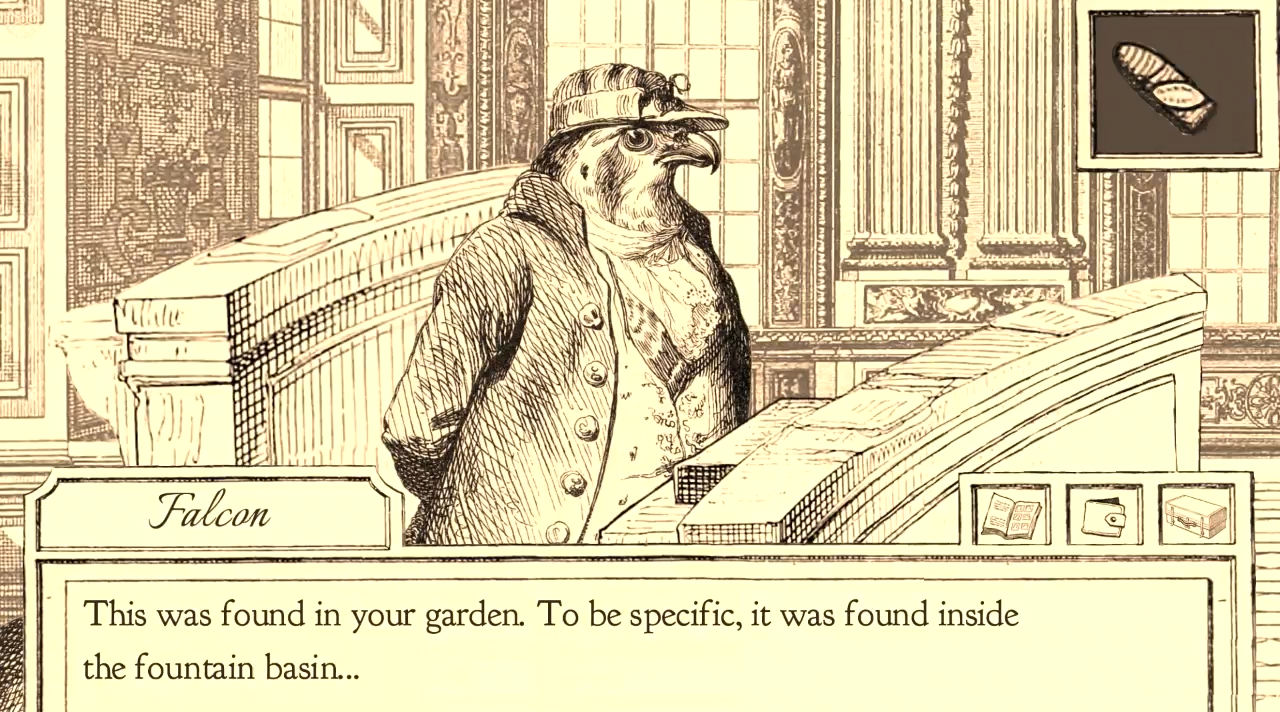 Falcon
This was found in your garden. To be specific, it was found inside
the fountain basin...